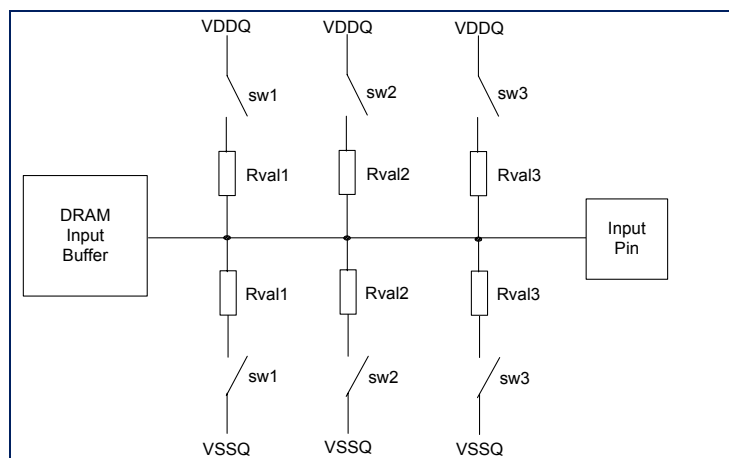 VDDQ VDDQ VDDQ
sw1 sw2 sw3
Rval1 Rval2 Rval3
DRAM
Input
Buffer
Input
Pin
Rval1 Rval2 Rval3
sw1 sw2 sw3
VSSQ VSSQ VSSQ